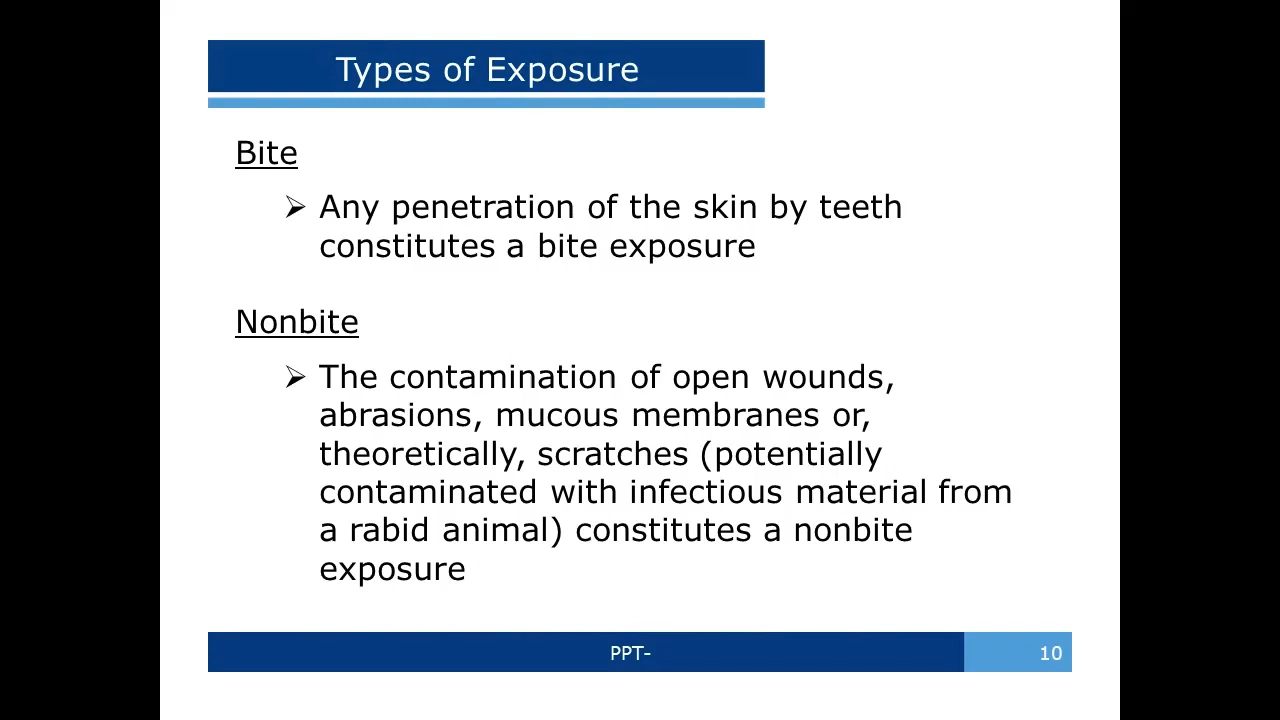 Types of Exposure
Bite
➢ Any penetration of the skin by teeth
constitutes a bite exposure
Nonbite
➢ The contamination of open wounds,
abrasions, mucous membranes or,
theoretically, scratches (potentially
contaminated with infectious material from
a rabid animal) constitutes a nonbite
exposure
PPT-
10